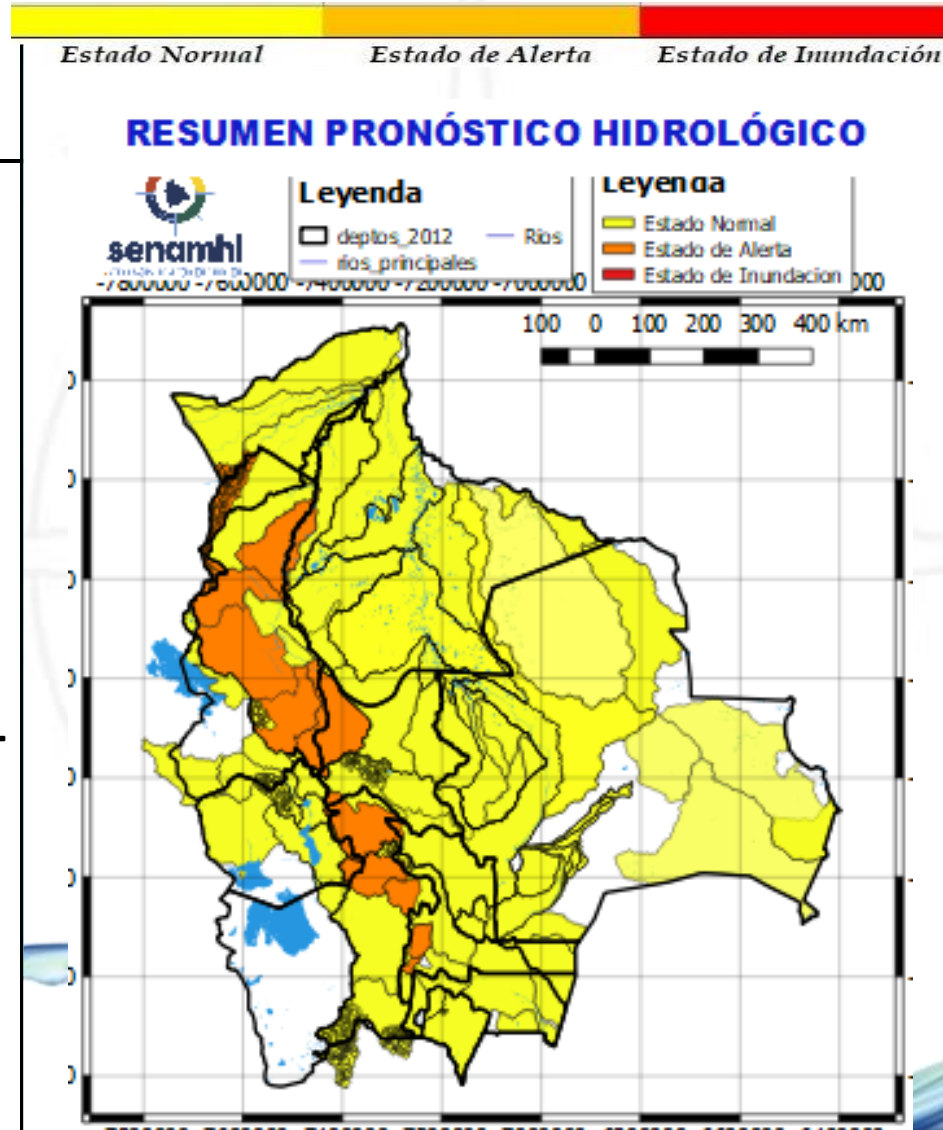 Estado Normal Estado de Alerta Estado de Inundación
RESUMEN PRONÓSTICO HIDROLÓGICO
senamhi
Leyenda
deptos_2012 Rios
rios_principales
Leyenda
Estado Normal
Estado de Alerta
Estado de Inundacion
-7800000 -7600000 -7400000 -7200000 -7000000
100 0 100 200 300 400 km